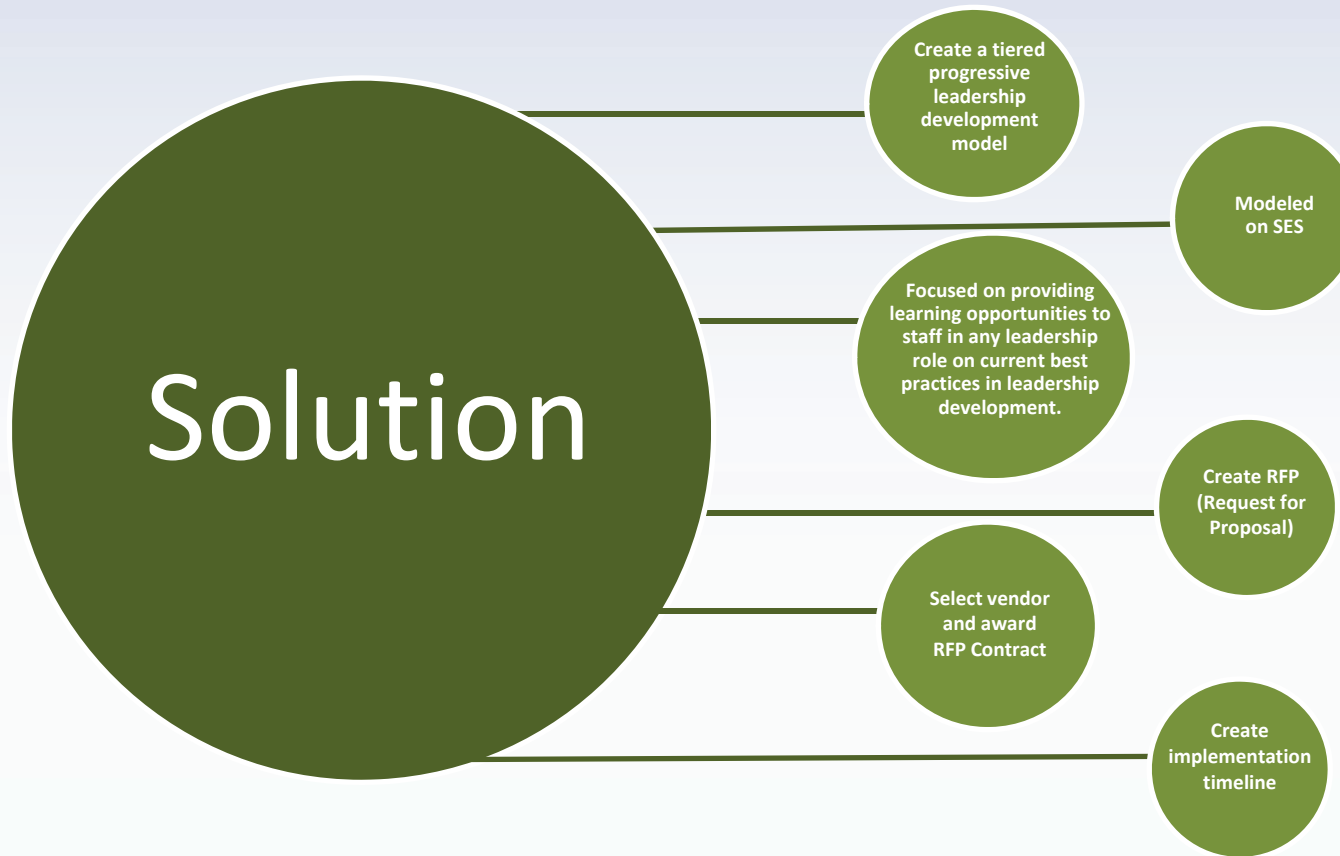 Solution
Create a tiered
progressive
leadership
development
model
Modeled
on SES
Focused on providing
learning opportunities to
staff in any leadership
role on current best
practices in leadership
development.
Create RFP
(Request for
Proposal)
Select vendor
and award
RFP Contract
Create
implementation
timeline